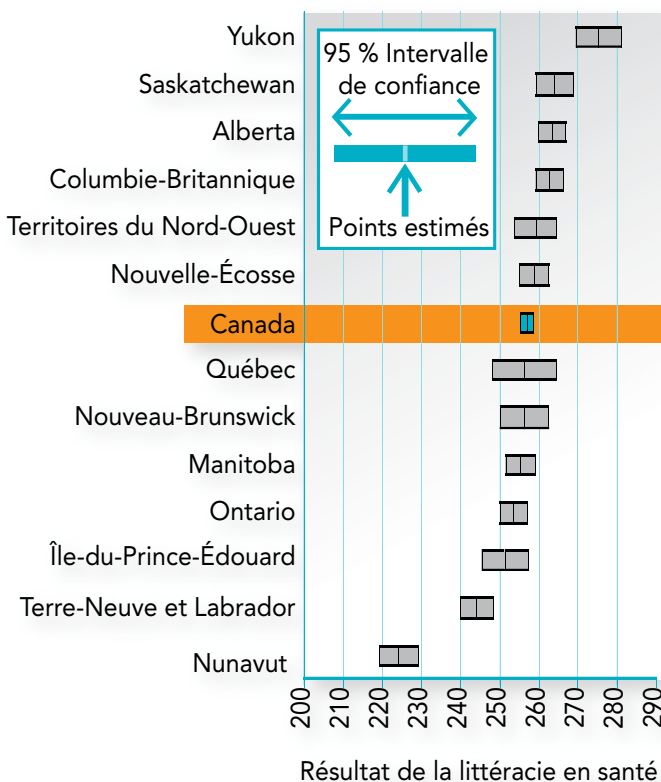 Yukon
Saskatchewan
Alberta
Columbie-Britannique
Territoires du Nord-Ouest
Nouvelle-Écosse
Canada
Québec
Nouveau-Brunswick
Manitoba
Ontario
Île-du-Prince-Édouard
Terre-Neuve et Labrador
Nunavut
95 % Intervalle
de confiance
Points estimés
200
210
220
230
240
250
260
270
280
290
Résultat de la littéracie en santé